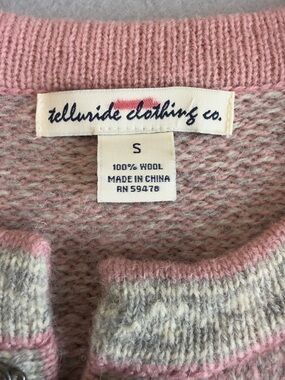 telluride clothing co.
S
100% WOOL
MADE IN CHINA
RN 59478